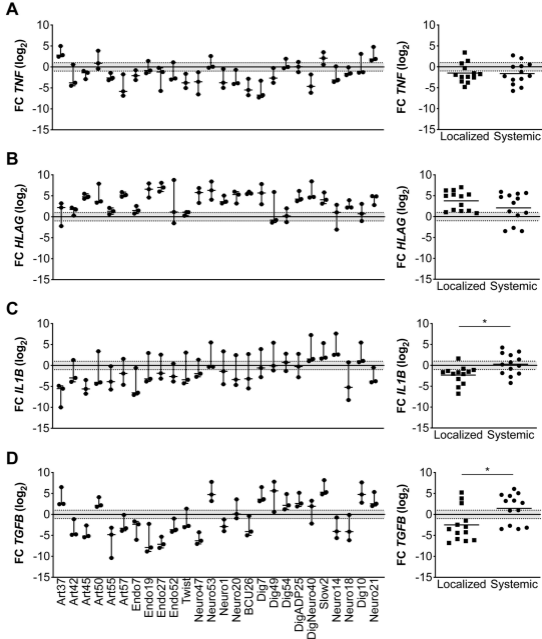 A
FC TNF (log2)
10
5
0
-5
-10
-15
FC TNF (log2)
10
5
0
-5
-10
-15
Localized Systemic
B
FC HLAG (log2)
10
5
0
-5
-10
-15
FC HLAG (log2)
10
5
0
-5
-10
-15
Localized Systemic
C
FC IL1B (log2)
10
5
0
-5
-10
-15
FC IL1B (log2)
10
5
0
-5
-10
-15
*
Localized Systemic
D
FC TGFB (log2)
10
5
0
-5
-10
-15
Art37
Art42
Art45
Art50
Art55
Art57
Endo7
Endo19
Endo27
Endo52
Twist
Neuro47
Neuro53
Neuro1
Neuro20
BCU26
Dig7
Dig49
Dig54
DigADP25
DigNeuro40
Slow2
Neuro14
Neuro18
Dig10
Neuro21
FC TGFB (log2)
10
5
0
-5
-10
-15
*
Localized Systemic